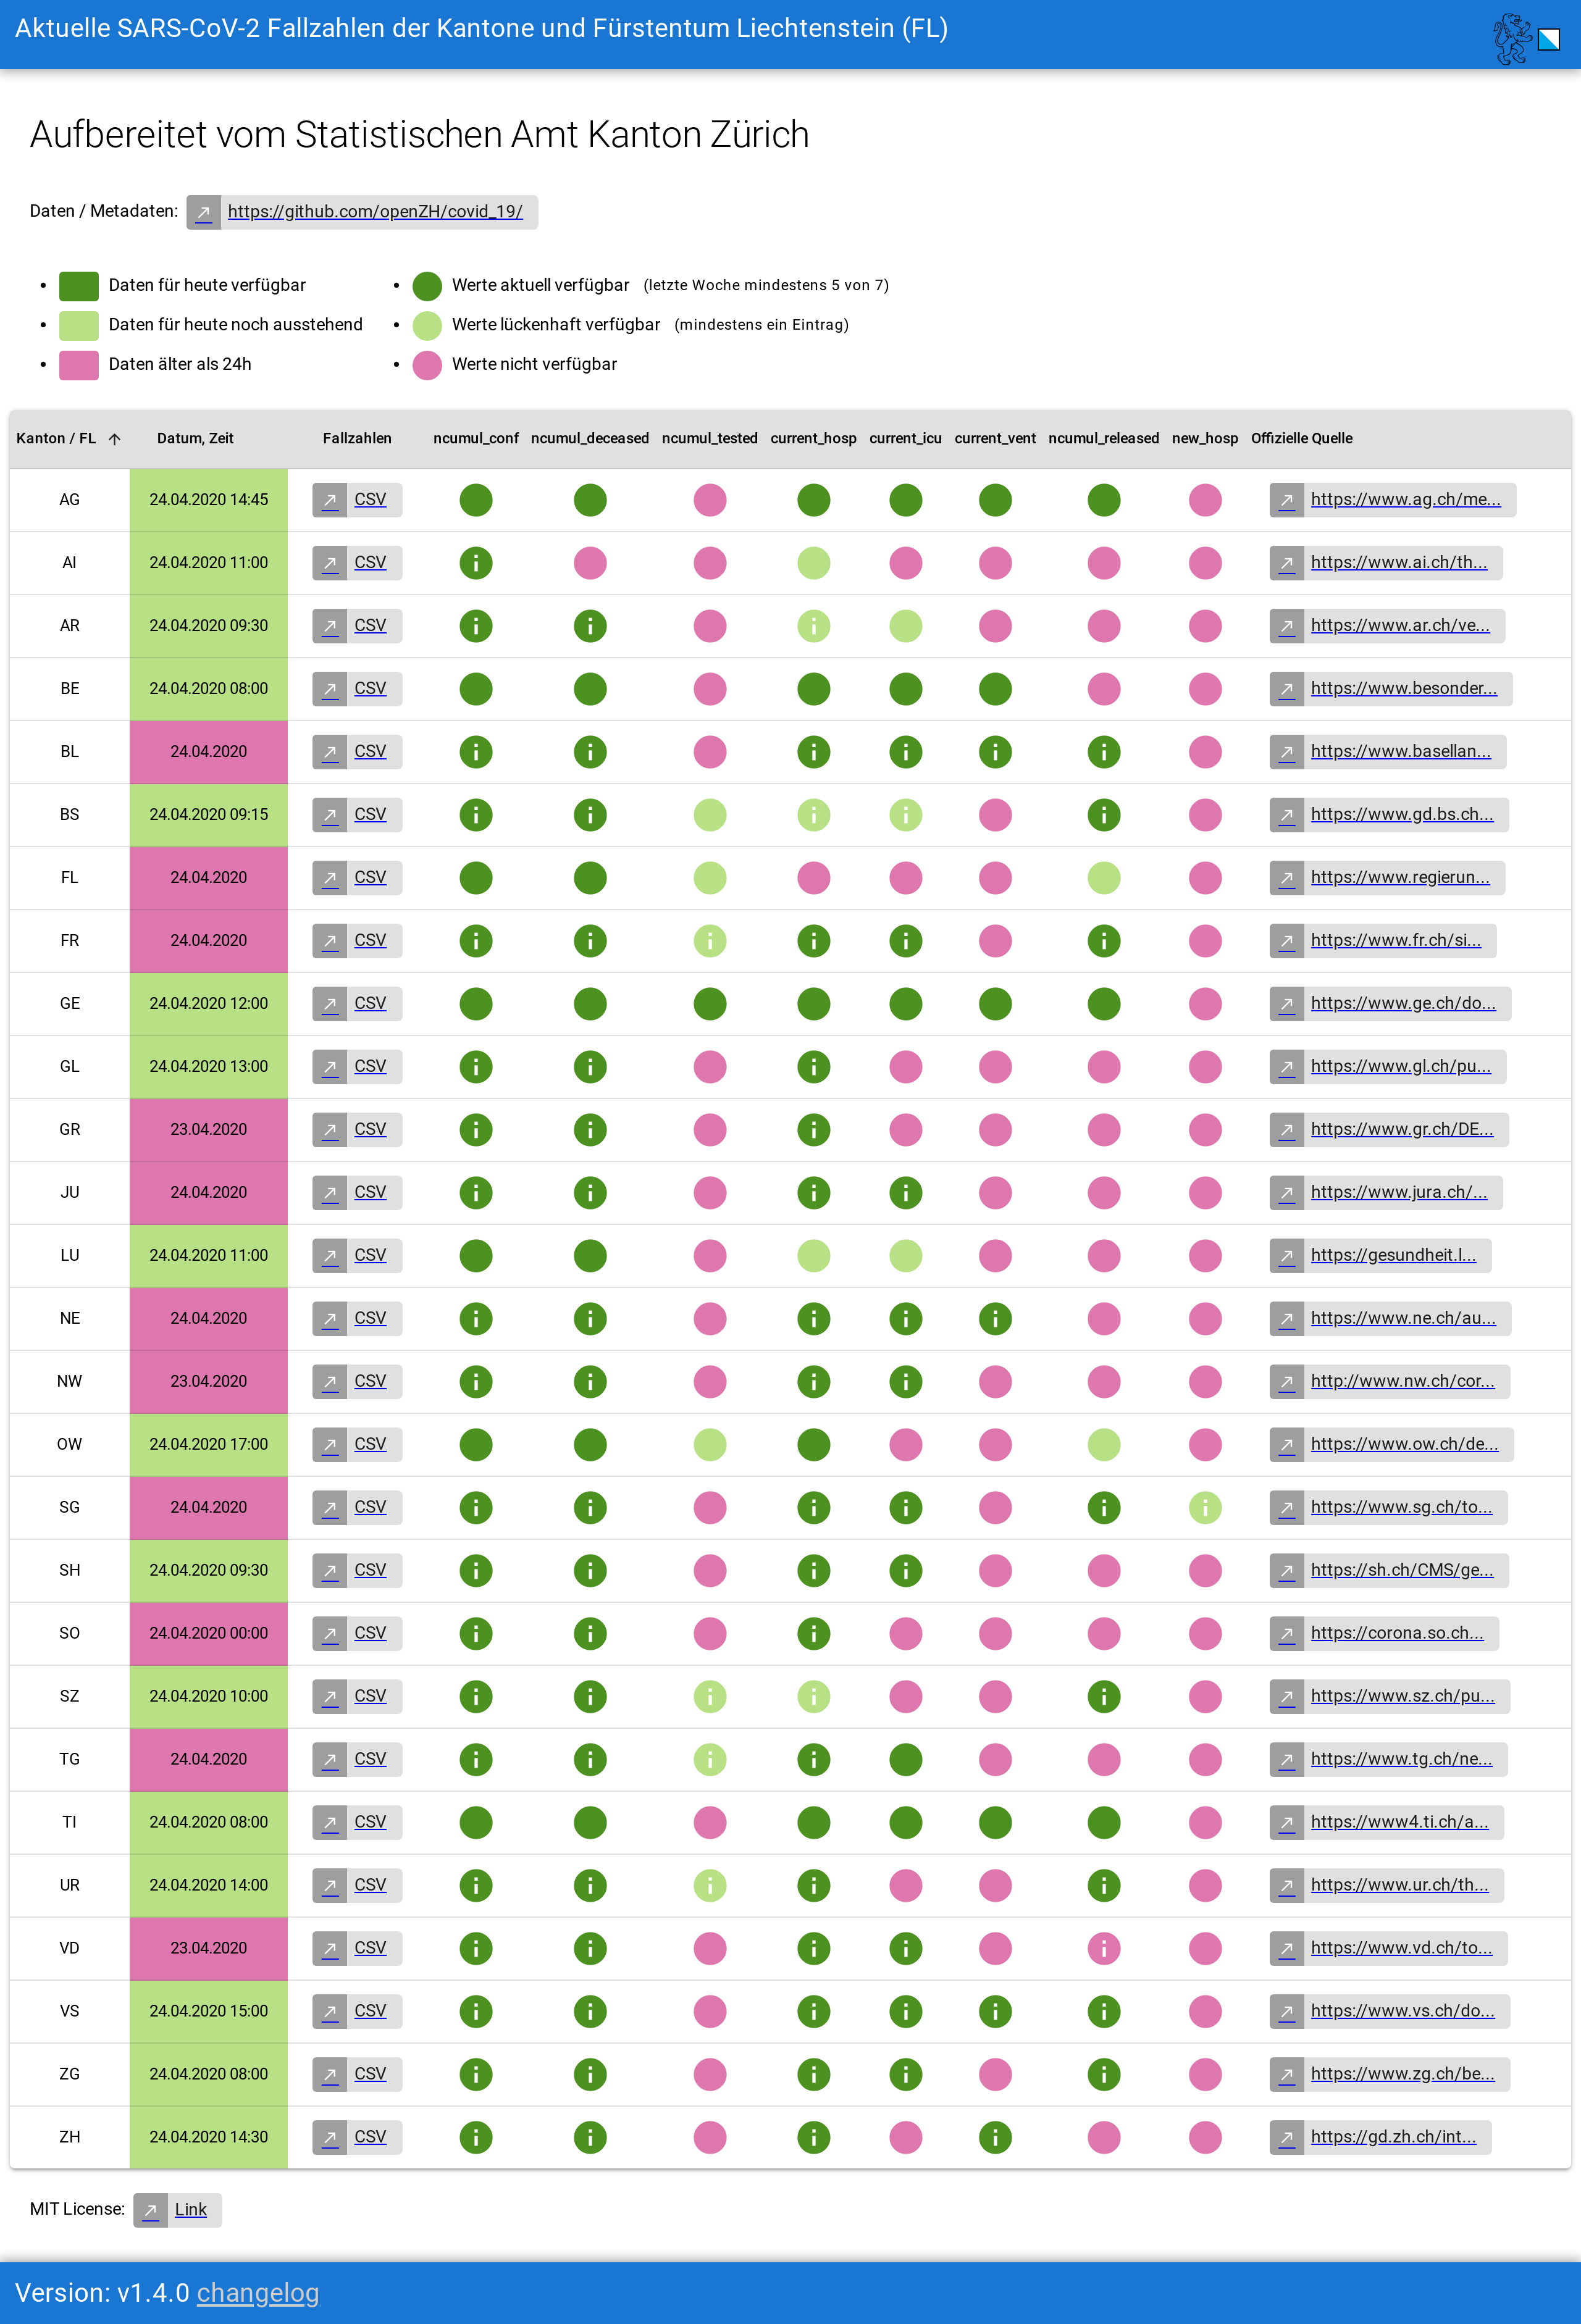 Aktuelle SARS-CoV-2 Fallzahlen der Kantone und Fürstentum Liechtenstein (FL)
Aufbereitet vom Statistischen Amt Kanton Zürich
Daten / Metadaten: https://github.com/openZH/covid_19/
Daten für heute verfügbar Werte aktuell verfügbar (letzte Woche mindestens 5 von 7)
Daten für heute noch ausstehend Werte lückenhaft verfügbar (mindestens ein Eintrag)
Daten älter als 24h Werte nicht verfügbar
Kanton / FL Datum, Zeit Fallzahlen ncumul_conf ncumul_deceased ncumul_tested current_hosp current_icu current_vent ncumul_released new_hosp Offizielle Quelle
AG 24.04.2020 14:45 CSV https://www.ag.ch/me...
AI 24.04.2020 11:00 CSV i https://www.ai.ch/th...
AR 24.04.2020 09:30 CSV i i i https://www.ar.ch/ve...
BE 24.04.2020 08:00 CSV https://www.besonder...
BL 24.04.2020 CSV i i i i i i https://www.basellan...
BS 24.04.2020 09:15 CSV i i i i i https://www.gd.bs.ch...
FL 24.04.2020 CSV https://www.regierun...
FR 24.04.2020 CSV i i i i i i https://www.fr.ch/si...
GE 24.04.2020 12:00 CSV https://www.ge.ch/do...
GL 24.04.2020 13:00 CSV i i i https://www.gl.ch/pu...
GR 23.04.2020 CSV i i i https://www.gr.ch/DE...
JU 24.04.2020 CSV i i i i https://www.jura.ch/...
LU 24.04.2020 11:00 CSV https://gesundheit.l...
NE 24.04.2020 CSV i i i i i https://www.ne.ch/au...
NW 23.04.2020 CSV i i i i http://www.nw.ch/cor...
OW 24.04.2020 17:00 CSV https://www.ow.ch/de...
SG 24.04.2020 CSV i i i i i i https://www.sg.ch/to...
SH 24.04.2020 09:30 CSV i i i i https://sh.ch/CMS/ge...
SO 24.04.2020 00:00 CSV i i i https://corona.so.ch...
SZ 24.04.2020 10:00 CSV i i i i i https://www.sz.ch/pu...
TG 24.04.2020 CSV i i i i https://www.tg.ch/ne...
TI 24.04.2020 08:00 CSV https://www4.ti.ch/a...
UR 24.04.2020 14:00 CSV i i i i i https://www.ur.ch/th...
VD 23.04.2020 CSV i i i i i https://www.vd.ch/to...
VS 24.04.2020 15:00 CSV i i i i i i https://www.vs.ch/do...
ZG 24.04.2020 08:00 CSV i i i i i https://www.zg.ch/be...
ZH 24.04.2020 14:30 CSV i i i i https://gd.zh.ch/int...
MIT License: Link
Version: v1.4.0 changelog